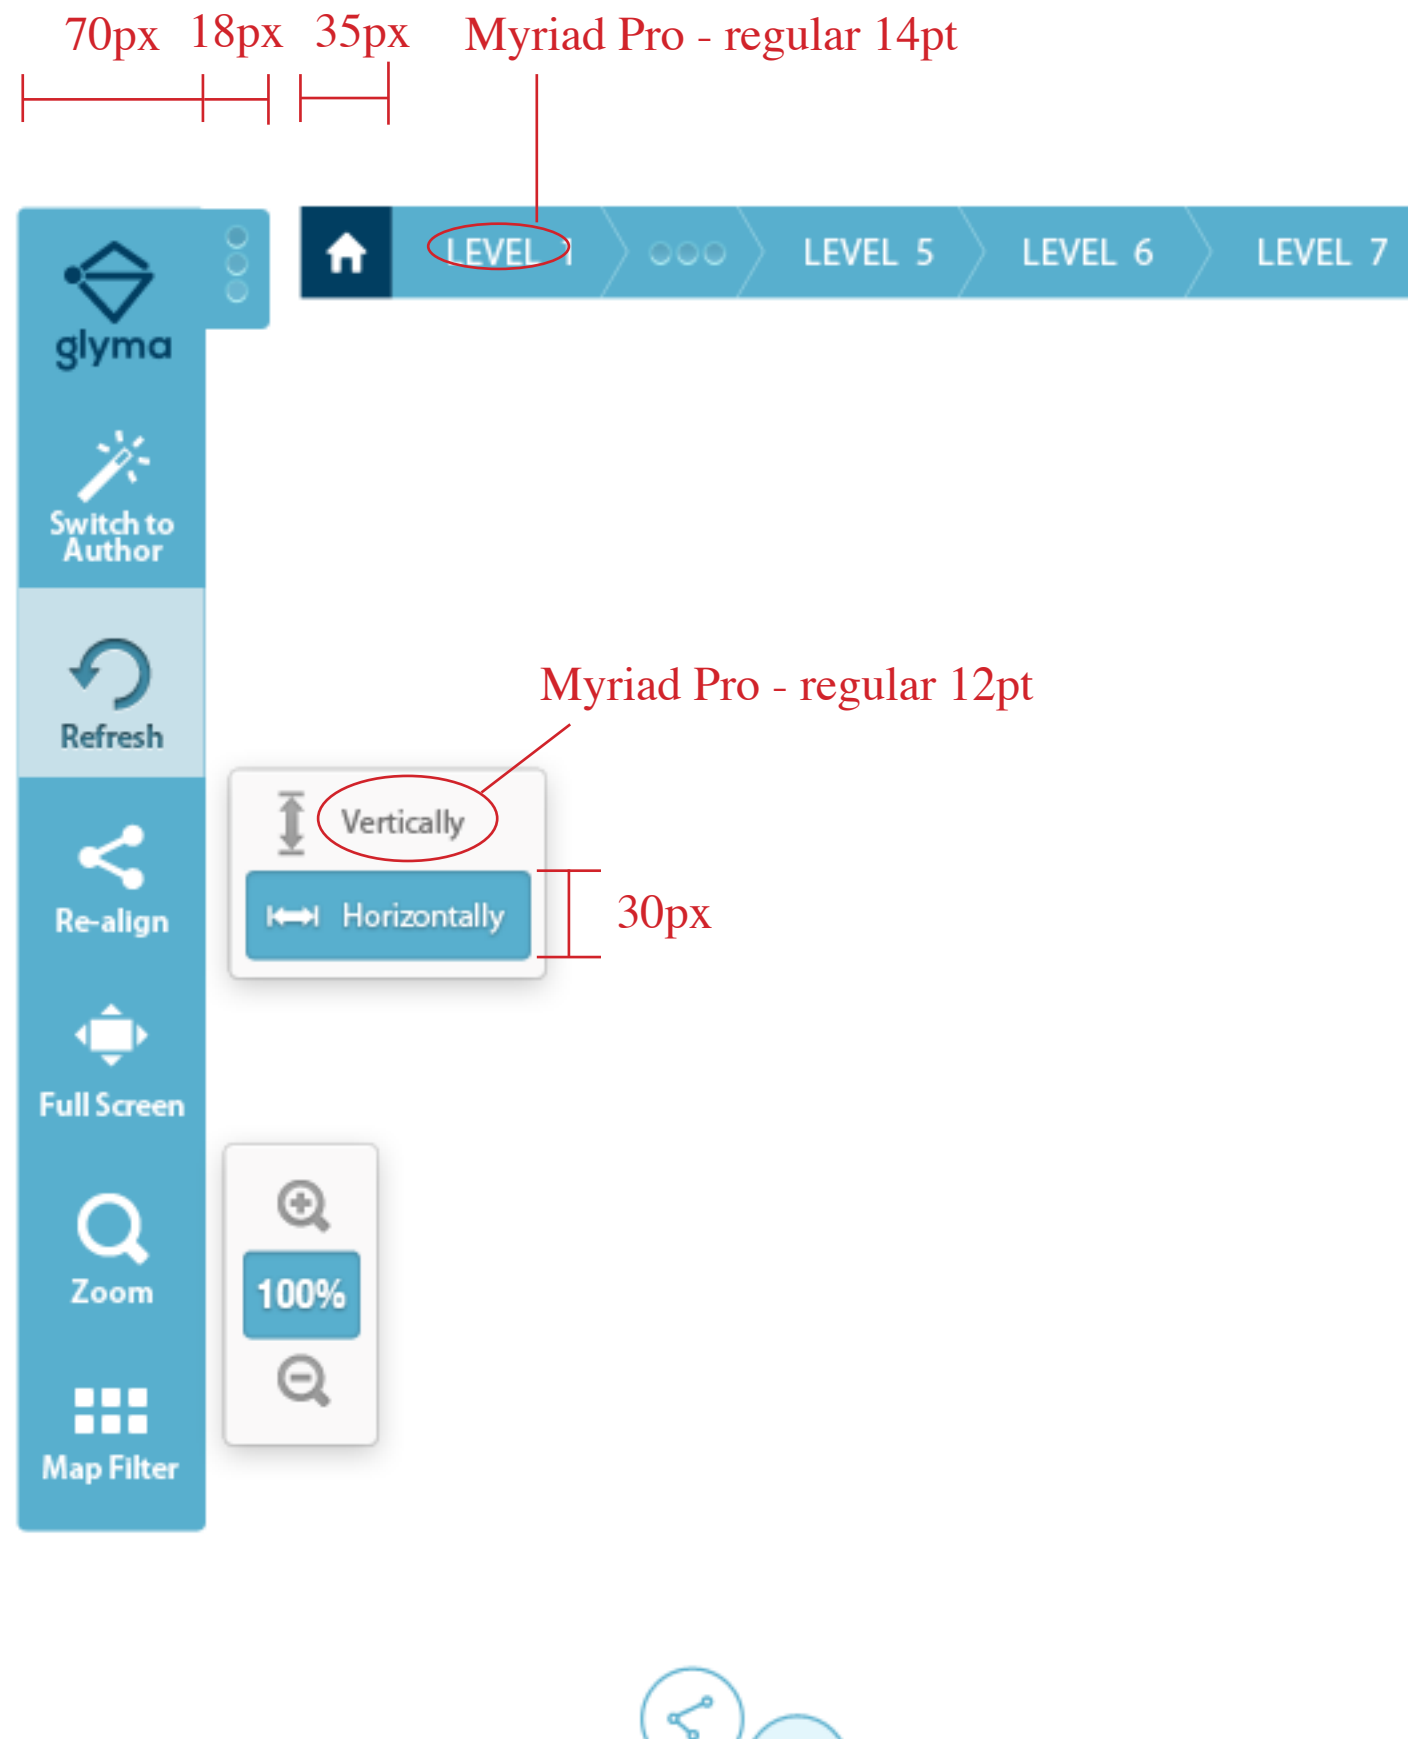 70px 18px 35px Myriad Pro - regular 14pt
LEVEL 1 LEVEL 5 LEVEL 6 LEVEL 7
glyma
Switch to
Author
Refresh
Myriad Pro - regular 12pt
Vertically
Horizontally
30px
Re-align
Full Screen
Zoom
100%
Map Filter